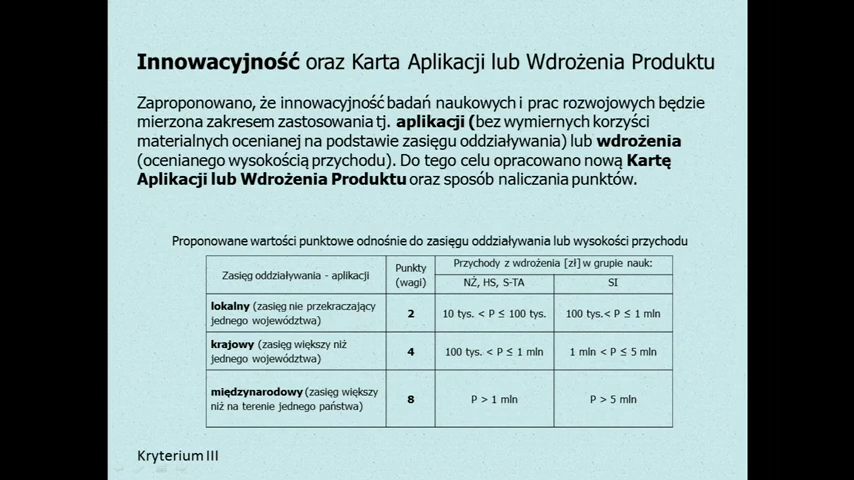 Innowacyjność oraz Karta Aplikacji lub Wdrożenia Produktu
Zaproponowano, że innowacyjność badań naukowych i prac rozwojowych będzie
mierzona zakresem zastosowania tj. aplikacji (bez wymiernych korzyści
materialnych ocenianej na podstawie zasięgu oddziaływania) lub wdrożenia
(ocenianego wysokością przychodu). Do tego celu opracowano nową Kartę
Aplikacji lub Wdrożenia Produktu oraz sposób naliczania punktów.
Proponowane wartości punktowe odnośnie do zasięgu oddziaływania lub wysokości przychodu
Zasięg oddziaływania - aplikacji
Punkty
(wagi)
Przychody z wdrożenia [zł] w grupie nauk:
NŻ, HS, S-TA
SI
lokalny (zasięg nie przekraczający
jednego województwa)
2
10 tys. < P ≤ 100 tys.
100 tys.< P ≤ 1 mln
krajowy (zasięg większy niż
jednego województwa)
4
100 tys. < P ≤ 1 mln
1 mln < P ≤ 5 mln
międzynarodowy (zasięg większy
niż na terenie jednego państwa)
8
P > 1 mln
P > 5 mln
Kryterium III